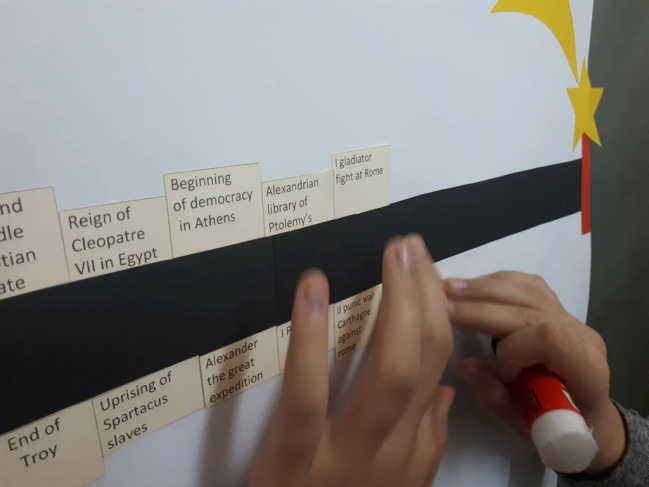 nd
dle
tian
ate
Reign of
Cleopatre
VII in Egypt
Beginning
of democracy
in Athens
Alexandrian
library of
Ptolemy's
I gladiator
fight at Rome
End of
Troy
Uprising of
Spartacus
slaves
Alexander
the great
expedition
I P
II punic war
Carthagne
against
rome